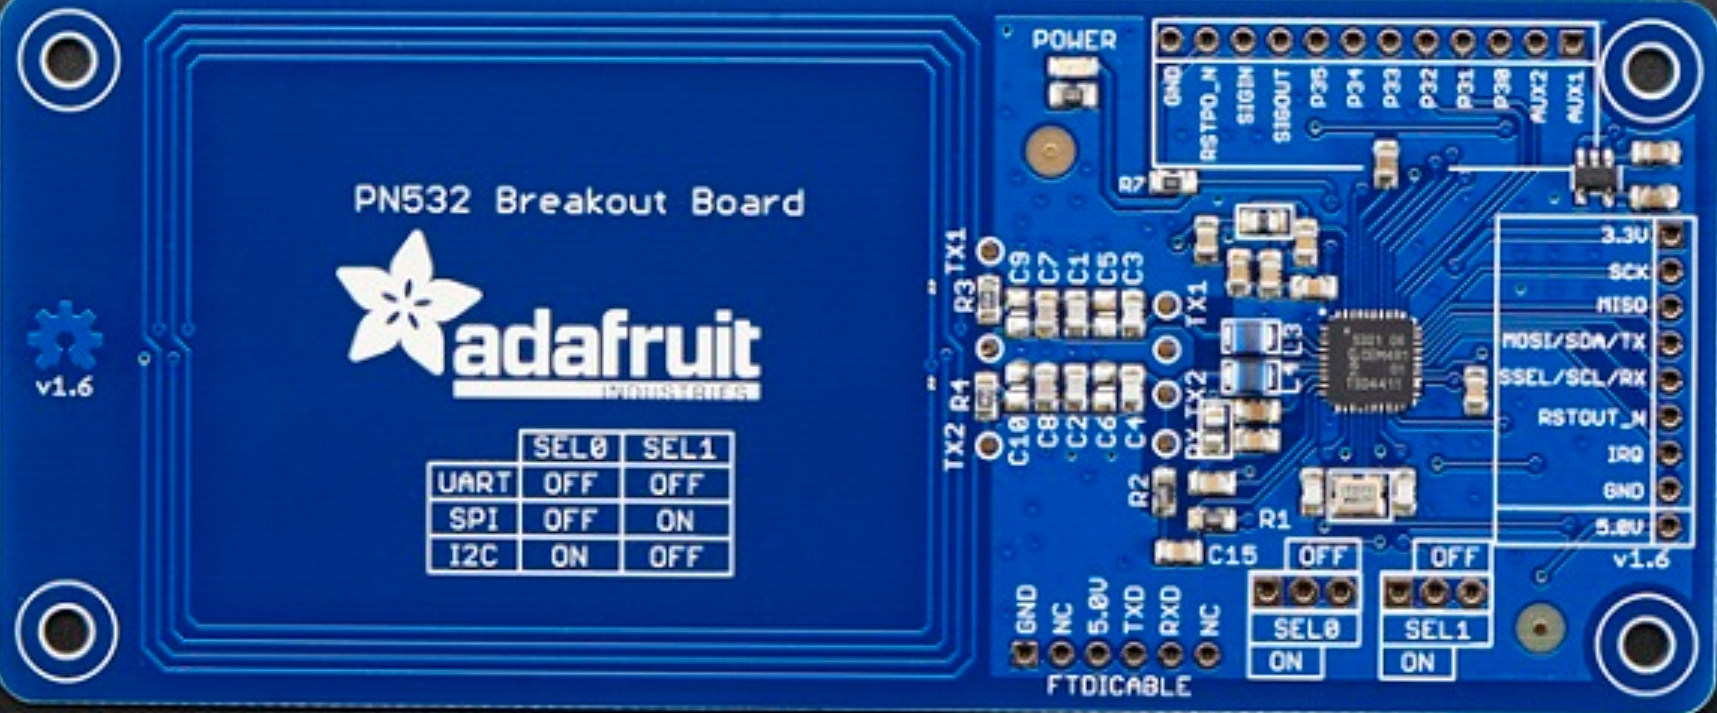 PN532 Breakout Board
adafruit
INDUSTRIES
v1.6
SEL0 SEL1
UART OFF OFF
SPI OFF ON
I2C ON OFF
POWER
GND
RSTPD_N
SIGIN
SIGOUT
P35
P34
P33
P32
P31
P30
AUX2
AUX1
R7
TX1
R3
C9
C7
C1
C5
C3
TX1
R4
TX2
C10
C8
C2
C6
C4
TX2
RX
L3
L4
R2
R1
C15
3.3V
SCK
MISO
MOSI/SDA/TX
SSEL/SCL/RX
RSTOUT_N
IRQ
GND
5.0V
v1.6
OFF
SEL0
ON
OFF
SEL1
ON
GND
NC
5.0V
TXD
RXD
NC
FTDICABLE